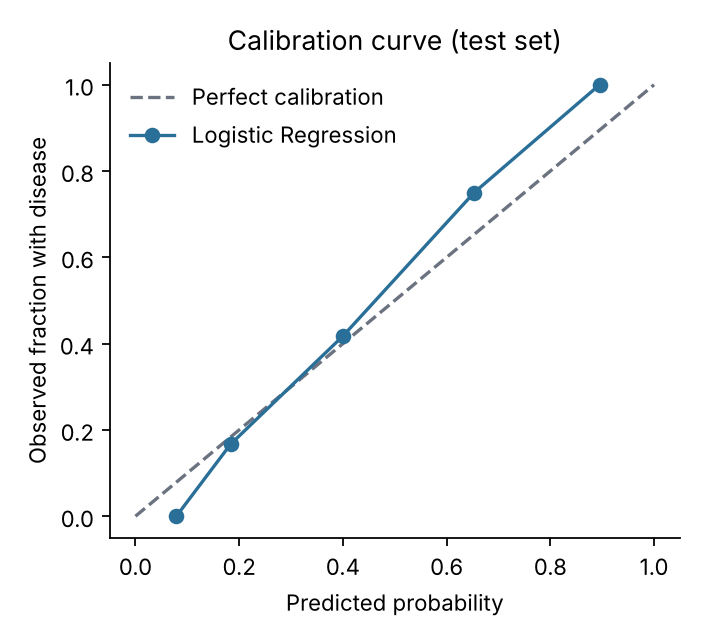 Calibration curve (test set)
Perfect calibration
Logistic Regression
Observed fraction with disease
1.0
0.8
0.6
0.4
0.2
0.0
0.0 0.2 0.4 0.6 0.8 1.0
Predicted probability